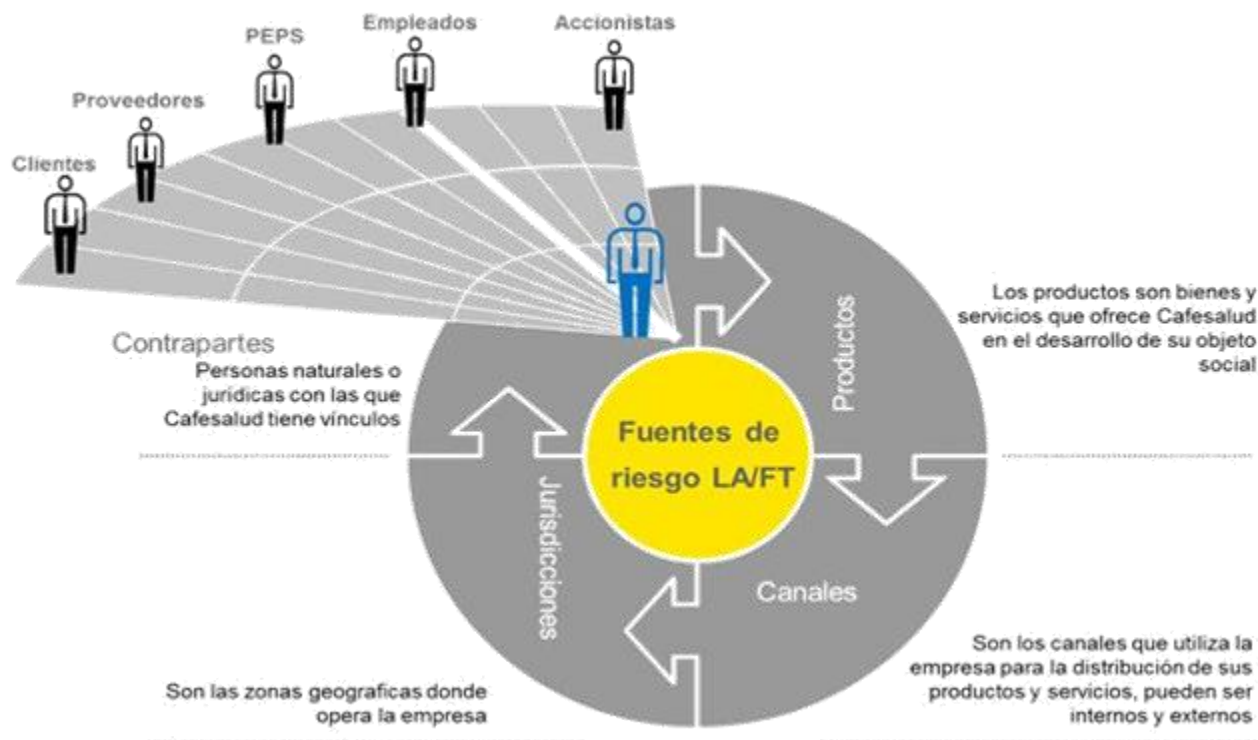 Empleados
Accionistas
PEPS
Proveedores
Clientes
Contrapartes
Personas naturales o
jurídicas con las que
Cafesalud tiene vínculos
Productos
Los productos son bienes y
servicios que ofrece Cafesalud
en el desarrollo de su objeto
social
Fuentes de
riesgo LA/FT
Jurisdicciones
Canales
Son los canales que utiliza la
empresa para la distribución de sus
productos y servicios, pueden ser
internos y externos
Son las zonas geograficas donde
opera la empresa